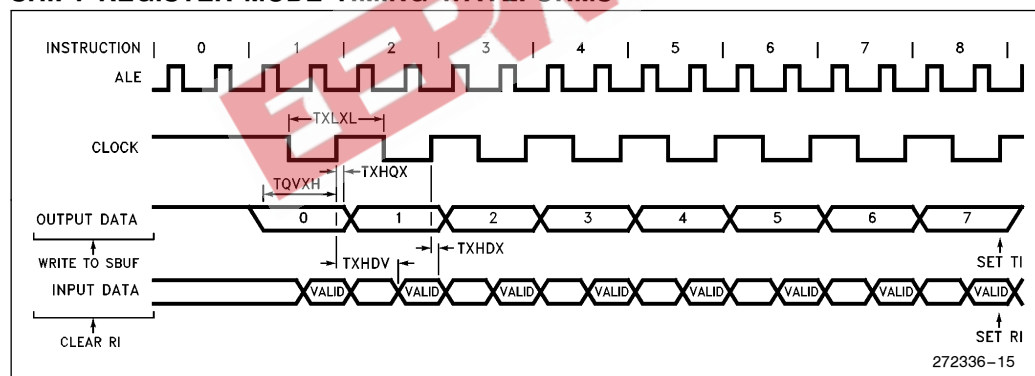 SHIFT REGISTER MODE TIMING WAVEFORMS
INSTRUCTION | 0 | 1 | 2 | 3 | 4 | 5 | 6 | 7 | 8 |
ALE
TXLXL
CLOCK
TXHQX
TQVXH
OUTPUT DATA 0 1 2 3 4 5 6 7
TXHDX
WRITE TO SBUF
TXHDV
SET TI
INPUT DATA VALID VALID VALID VALID VALID VALID VALID VALID
CLEAR RI
SET RI
272336-15